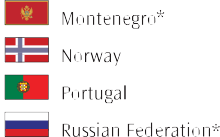 Montenegro*
Norway
Portugal
Russian Federation*